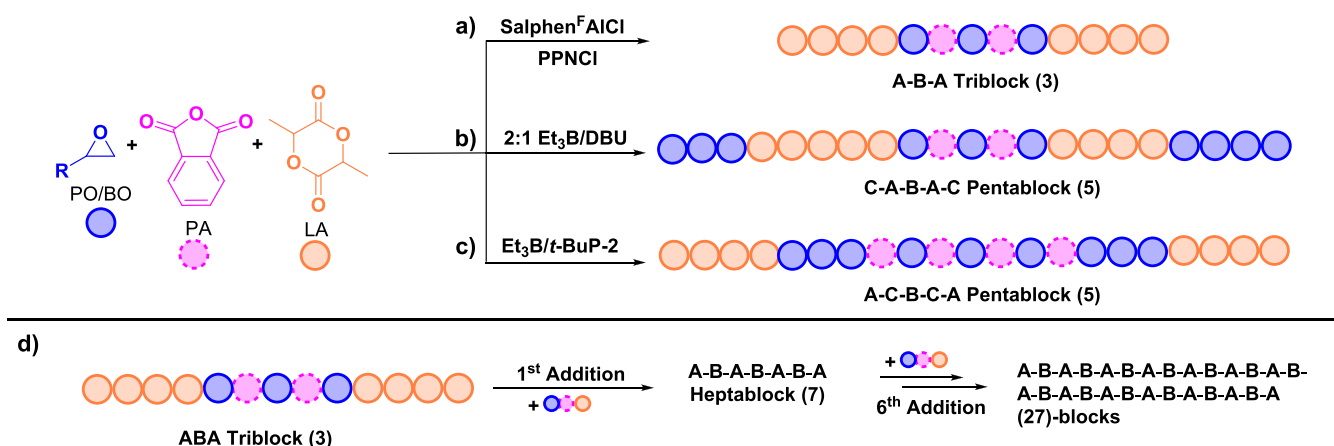 a)
Salphen^FAlCl
PPNCl
A-B-A Triblock (3)
O
O
O
O
O
O
O
O
R
+
+
b)
2:1 Et₃B/DBU
C-A-B-A-C Pentablock (5)
PO/BO
PA
LA
c)
Et₃B/t-BuP-2
A-C-B-C-A Pentablock (5)
d)
1st Addition
+
A-B-A-B-A-B-A
Heptablock (7)
+
6th Addition
A-B-A-B-A-B-A-B-A-B-A-B-A-B-
A-B-A-B-A-B-A-B-A-B-A-B-A
(27)-blocks
ABA Triblock (3)